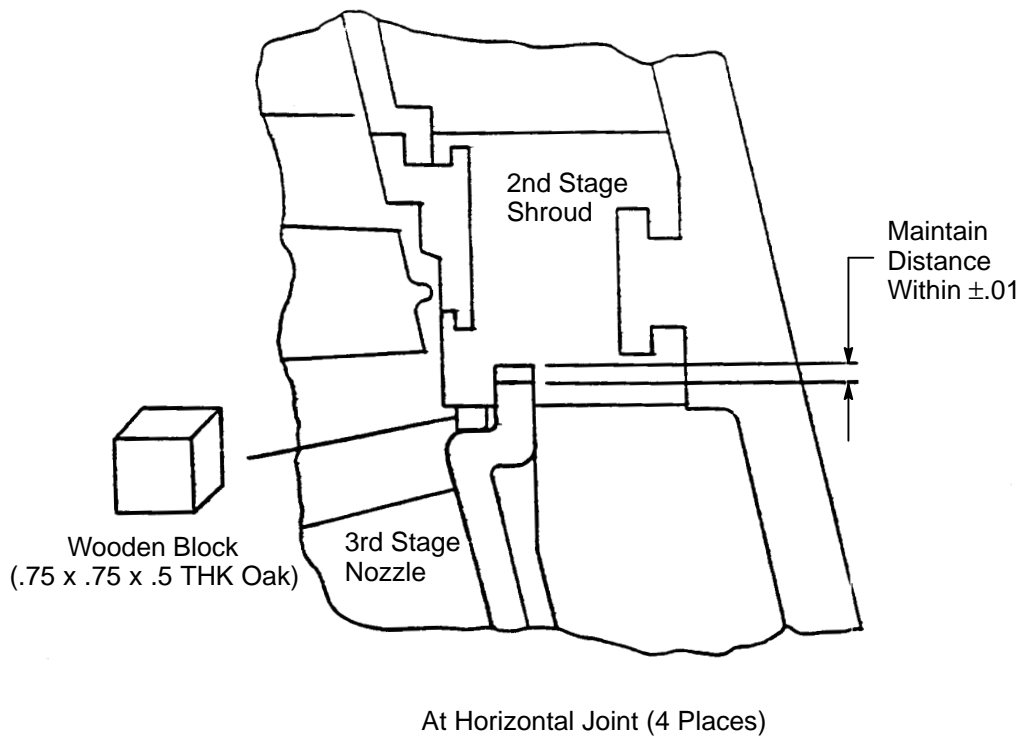 2nd Stage
Shroud
Maintain
Distance
Within ±.01
Wooden Block
(.75 x .75 x .5 THK Oak)
3rd Stage
Nozzle
At Horizontal Joint (4 Places)